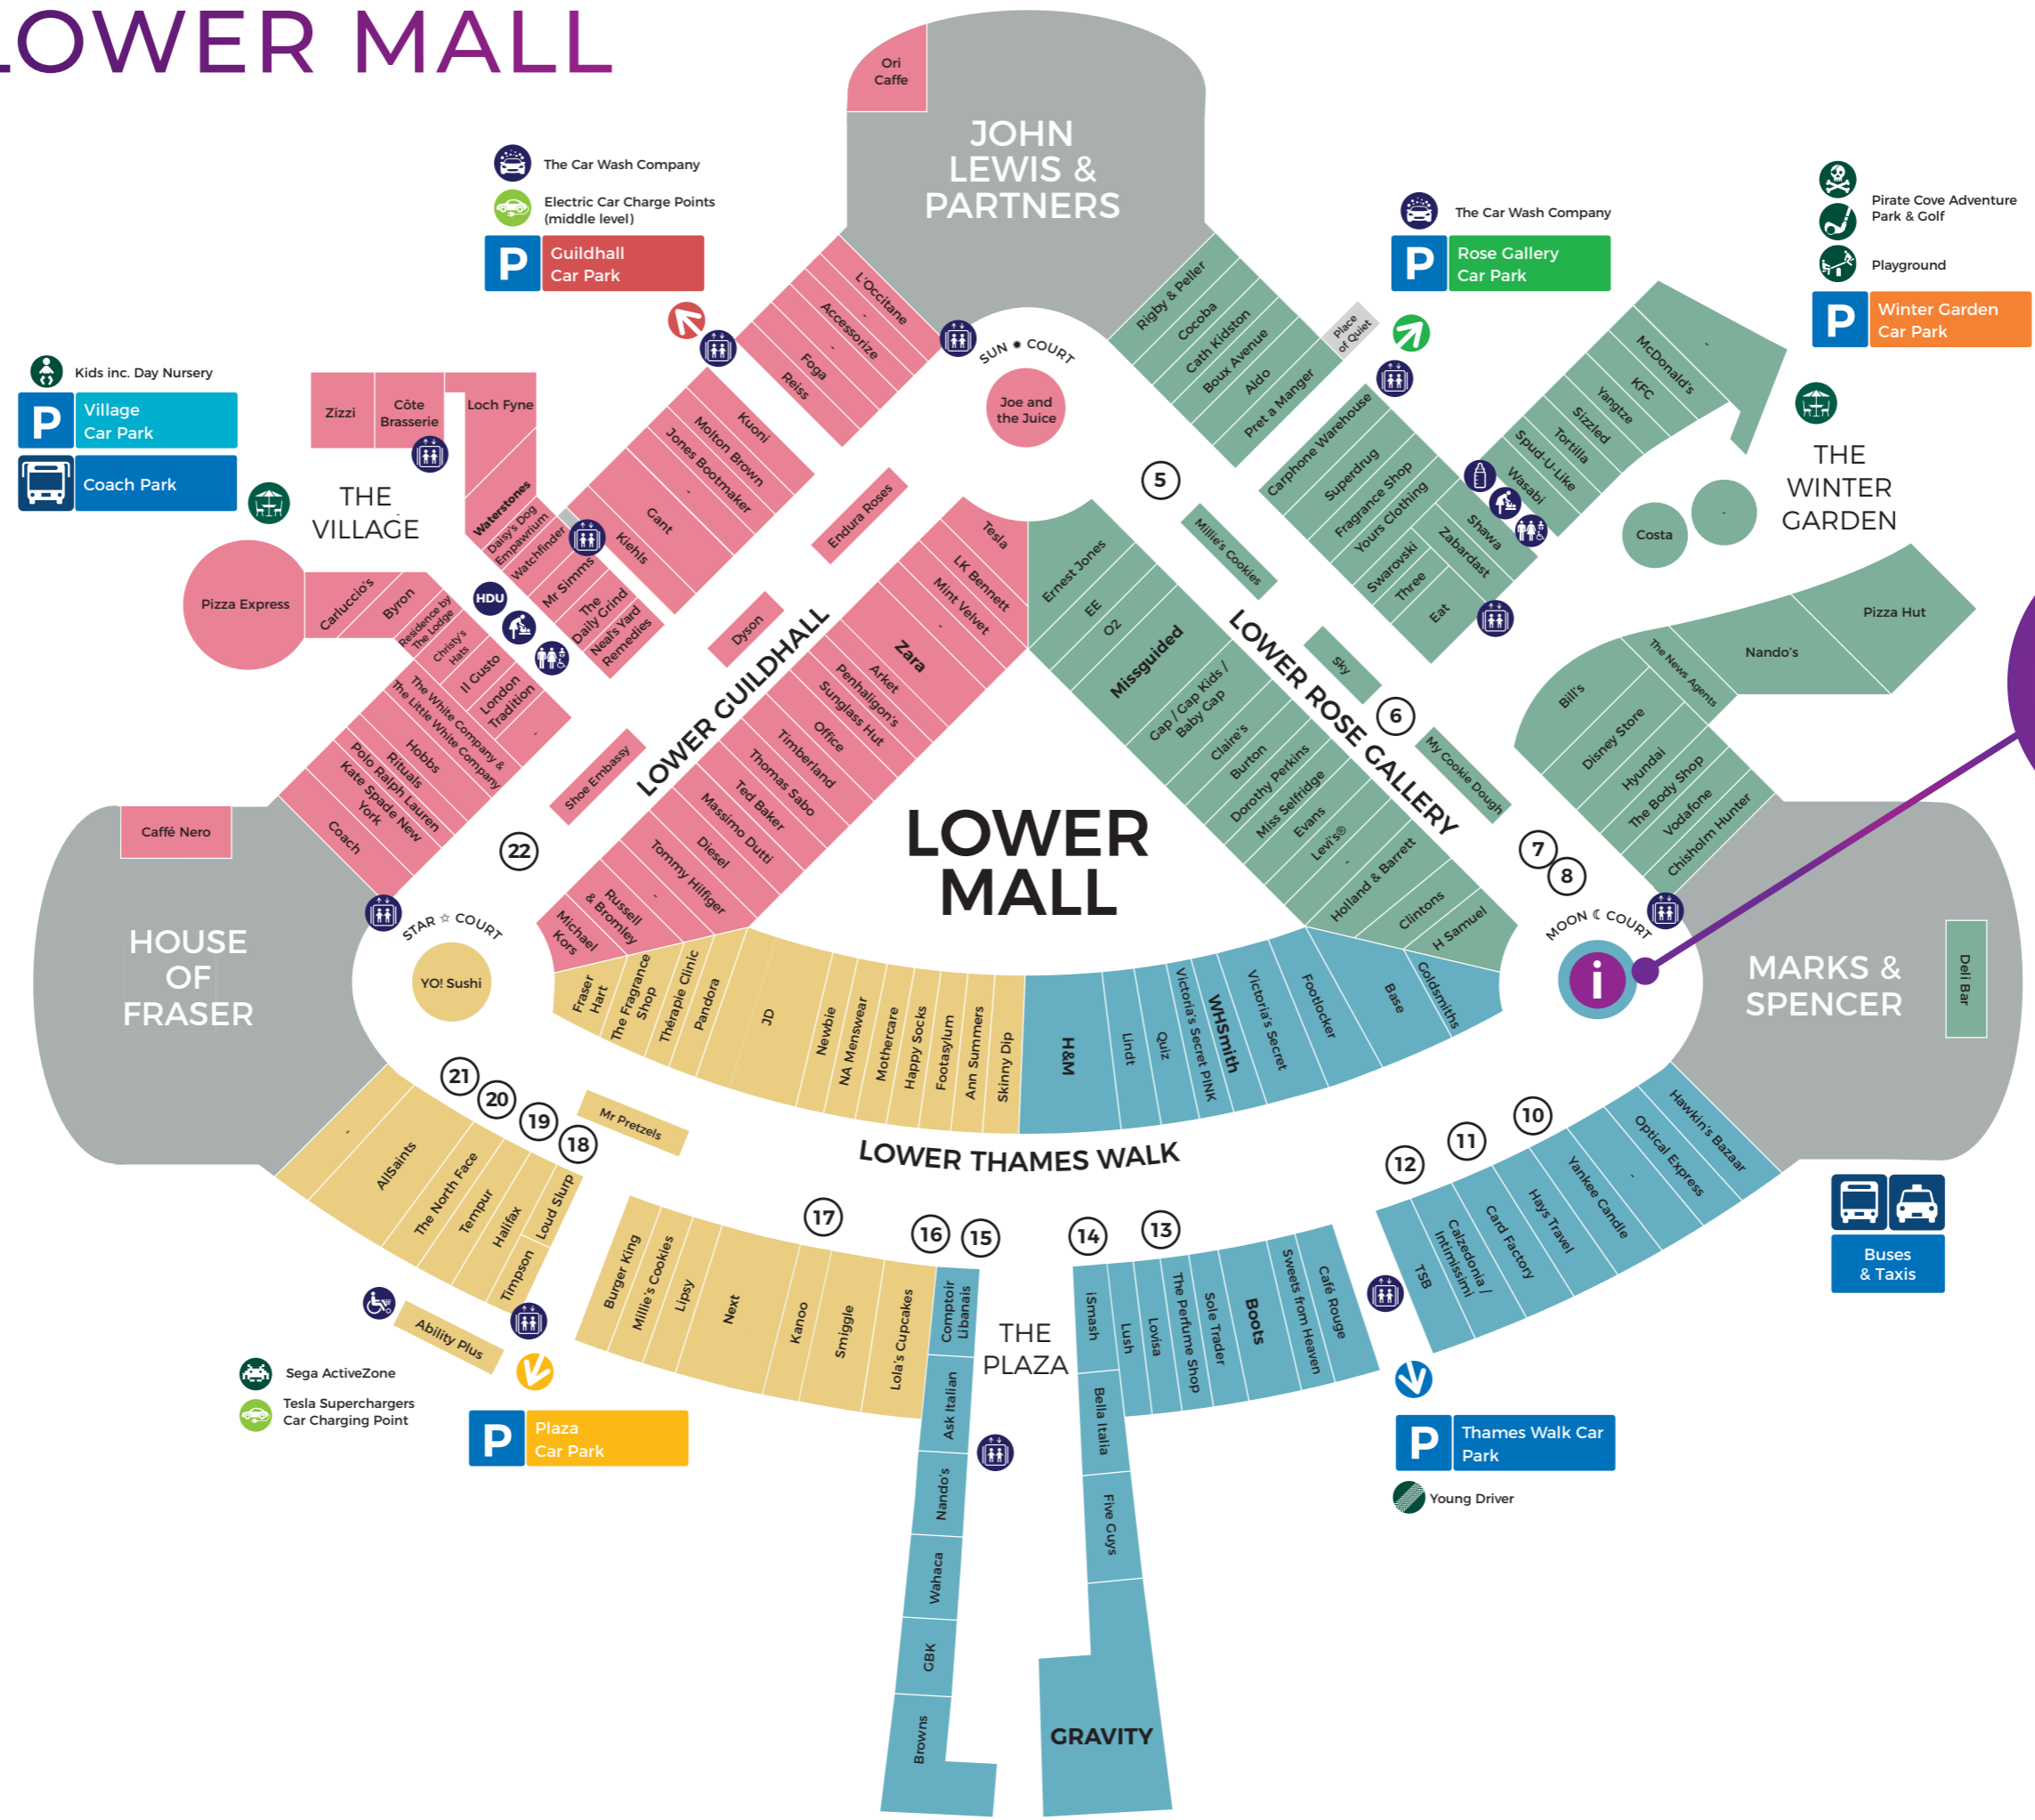 LOWER MALL
Ori
Caffe
JOHN
LEWIS &
PARTNERS
The Car Wash Company
Electric Car Charge Points
(middle level)
P
Guildhall
Car Park
The Car Wash Company
P
Rose Gallery
Car Park
Pirate Cove Adventure
Park & Golf
Playground
P
Winter Garden
Car Park
Kids inc. Day Nursery
P
Village
Car Park
Coach Park
L'Occitane
-
Accessorize
-
Foga
Reiss
SUN COURT
Joe and
the Juice
Rigby & Peller
Cocoba
Cath Kidston
Boux Avenue
Aldo
Pret a Manger
Place
of Quiet
-
McDonald's
KFC
Yangtze
Sizzled
Tortilla
Spud-U-Like
Wasabi
THE
WINTER
GARDEN
Costa
-
Zizzi
Côte
Brasserie
Loch Fyne
THE
VILLAGE
Waterstones
Daisy's Dog
Empawrium
Watchfinder
Mr Simms
The
Daily Grind
Neal's Yard
Remedies
HDU
Kuoni
Molton Brown
Jones Bootmaker
-
Gant
Kiehls
Endura Roses
Dyson
Shoe Embassy
Pizza Express
Carluccio's
Byron
Residence by
The Lodge
Christy's
Hats
Il Gusto
London
Tradition
-
The White Company &
The Little White Company
Hobbs
Rituals
Polo Ralph Lauren
Kate Spade New
York
Coach
LOWER GUILDHALL
Tesla
LK Bennett
Mint Velvet
-
Zara
Arket
Penhaligon's
Sunglass Hut
Office
Timberland
Thomas Sabo
Ted Baker
Massimo Dutti
Diesel
Tommy Hilfiger
-
Russell
& Bromley
Michael
Kors
5
Millie's Cookies
Carphone Warehouse
Superdrug
Fragrance Shop
Yours Clothing
Swarovski
Three
Eat
Shawa
Zabardast
Ernest Jones
EE
O2
Missguided
Gap / Gap Kids /
Baby Gap
Claire's
Burton
Dorothy Perkins
Miss Selfridge
Evans
Levi's®
-
Holland & Barrett
Clintons
H Samuel
LOWER ROSE GALLERY
Sky
6
My Cookie Dough
7
8
Pizza Hut
Nando's
The News Agents
Bill's
Disney Store
Hyundai
The Body Shop
Vodafone
Chisholm Hunter
LOWER
MALL
22
Caffé Nero
HOUSE
OF
FRASER
STAR COURT
YO! Sushi
MOON COURT
i
MARKS &
SPENCER
Deli Bar
Fraser
Hart
The Fragrance
Shop
Thérapie Clinic
Pandora
JD
Newbie
NA Menswear
Mothercare
Happy Socks
Footasylum
Ann Summers
Skinny Dip
H&M
Lindt
Quiz
Victoria's Secret PINK
WHSmith
Victoria's Secret
Footlocker
Base
Goldsmiths
LOWER THAMES WALK
21
20
19
18
Mr Pretzels
17
16
15
14
13
12
11
10
-
AllSaints
The North Face
Tempur
Halifax
Loud Slurp
Timpson
Ability Plus
Burger King
Millie's Cookies
Lipsy
Next
Kanoo
Smiggle
Lola's Cupcakes
Comptoir
Libanais
Ask Italian
Nando's
Wahaca
GBK
Browns
THE
PLAZA
iSmash
Lush
Lovisa
The Perfume Shop
Sole Trader
Boots
Sweets from Heaven
Café Rouge
Bella Italia
Five Guys
GRAVITY
TSB
Calzedonia /
Intimissimi
Card Factory
Hays Travel
Yankee Candle
-
Optical Express
Hawkin's Bazaar
Buses
& Taxis
Sega ActiveZone
Tesla Superchargers
Car Charging Point
P
Plaza
Car Park
P
Thames Walk Car
Park
Young Driver